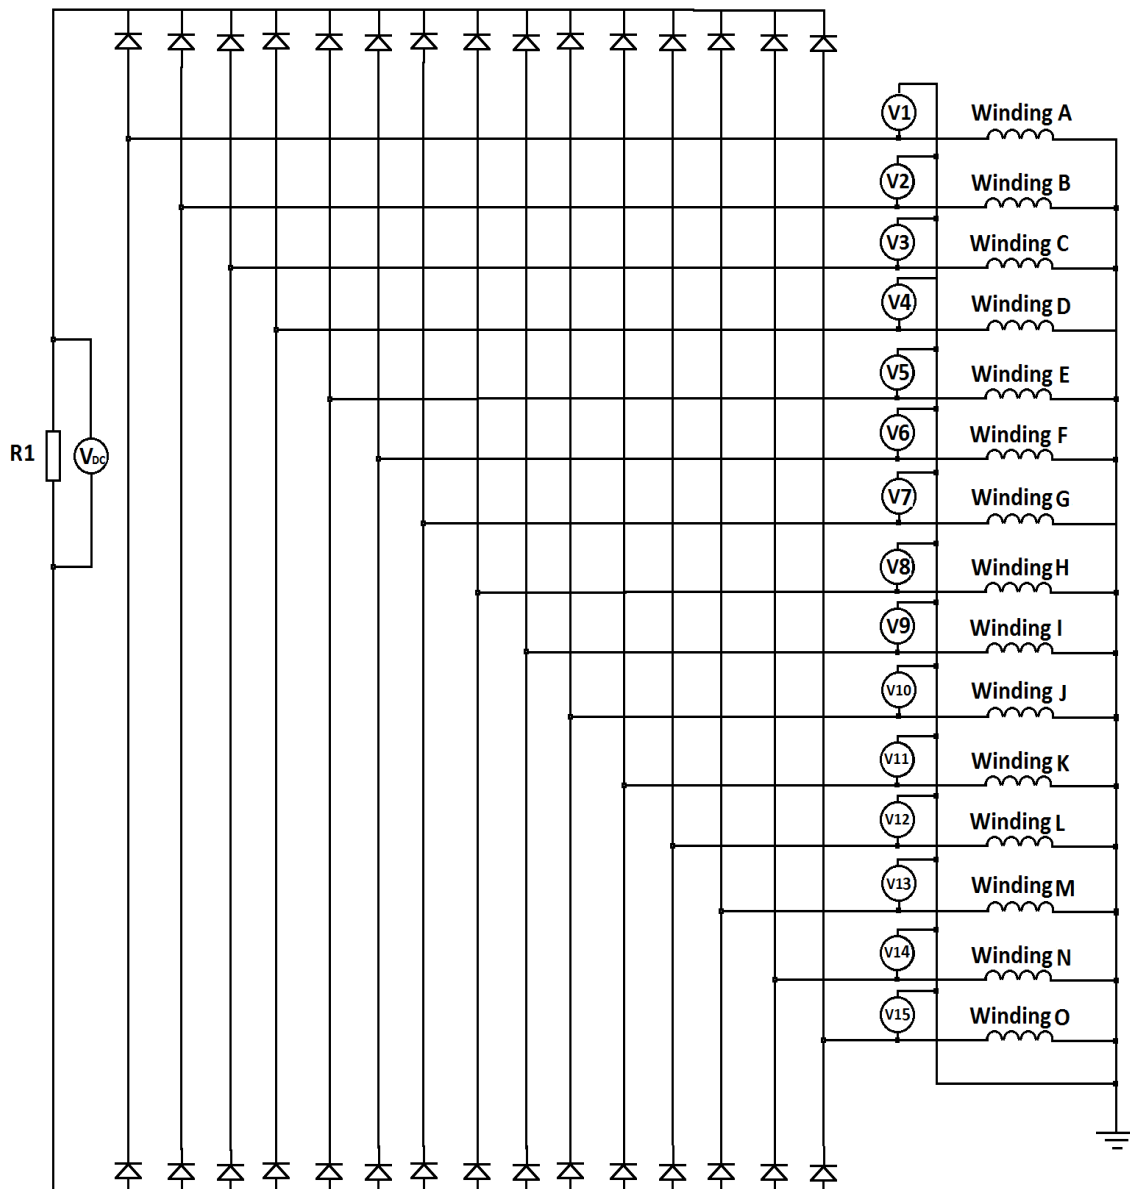 V1
Winding A
V2
Winding B
V3
Winding C
V4
Winding D
V5
Winding E
V6
Winding F
R1
VDC
V7
Winding G
V8
Winding H
V9
Winding I
V10
Winding J
V11
Winding K
V12
Winding L
V13
Winding M
V14
Winding N
V15
Winding O